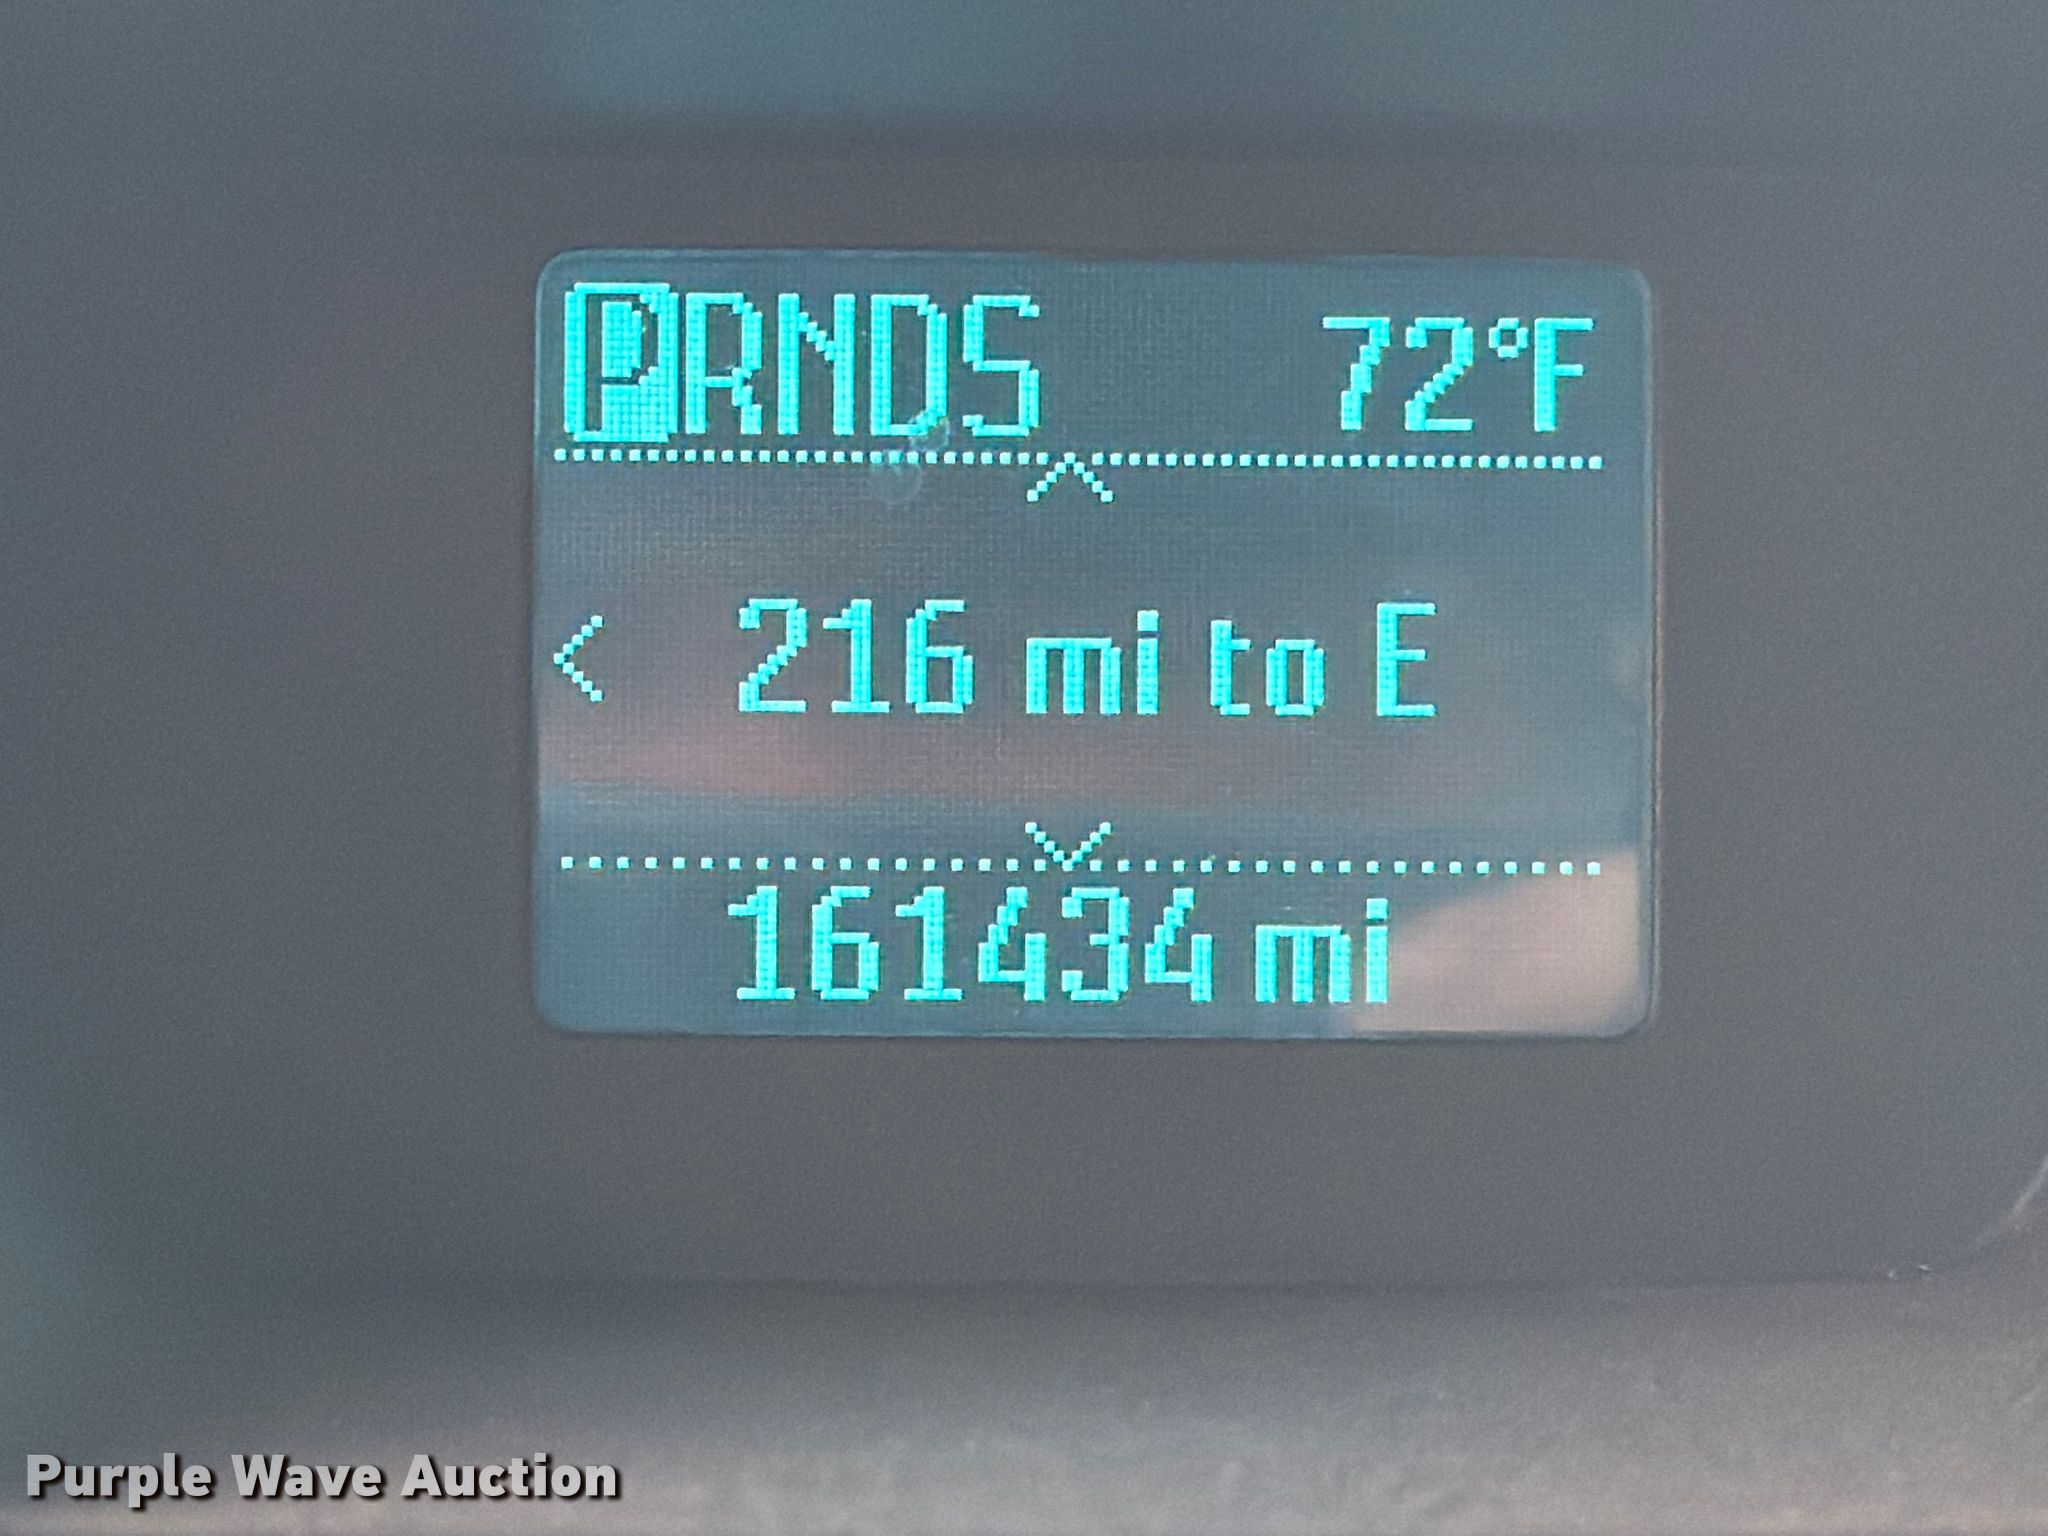 PRNDS 72°F
216 mi to E
161434 mi
Purple Wave Auction